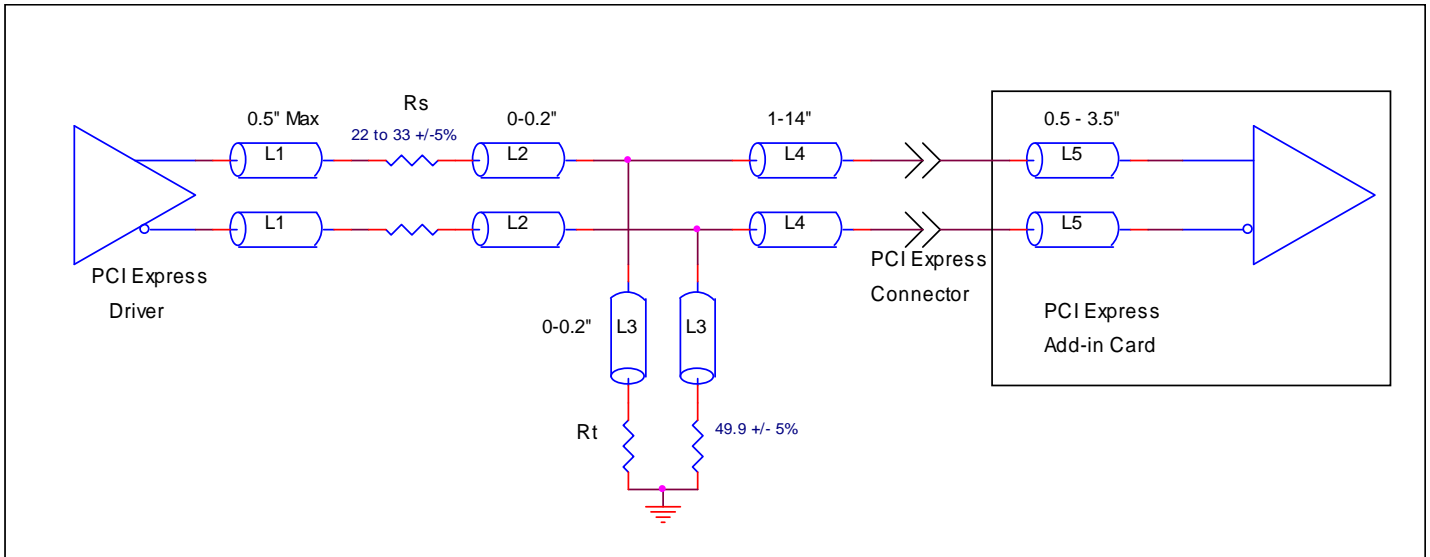 Rs
0.5" Max
22 to 33 +/-5%
0-0.2"
1-14"
0.5 - 3.5"
L1
L2
L4
L5
L1
L2
L4
L5
PCI Express
Driver
PCI Express
Connector
0-0.2"
L3
L3
PCI Express
Add-in Card
Rt
49.9 +/- 5%